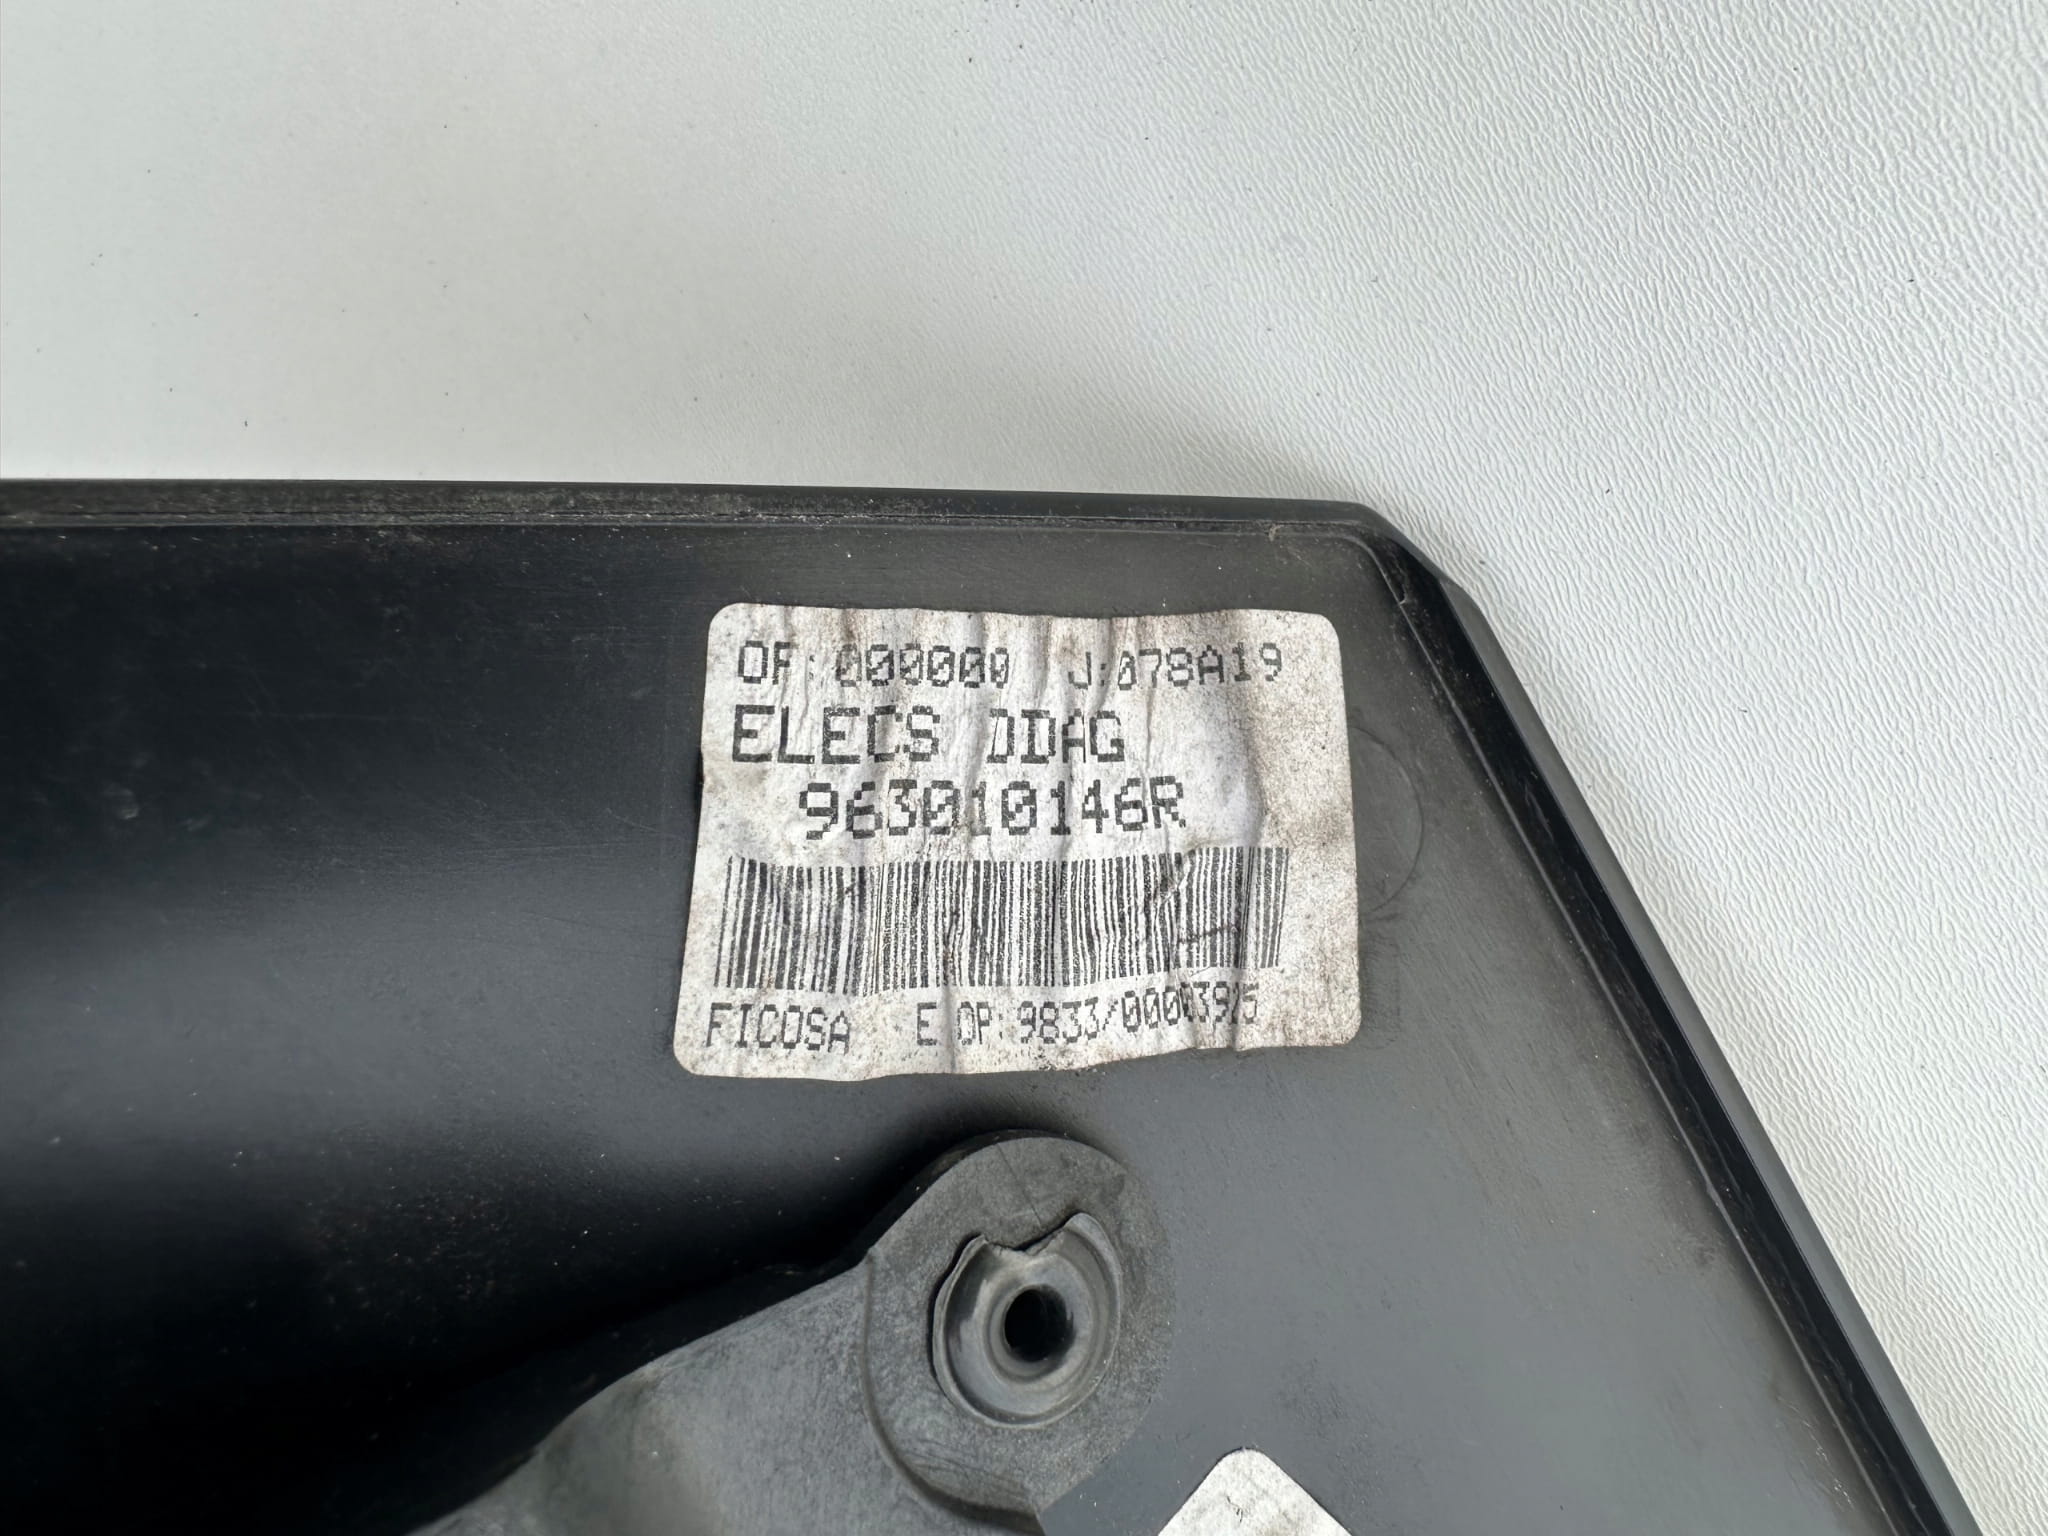 OF: 000000 J:078A19
ELECS DDAG
963010146R
FICOSA E OP: 9833/00003925